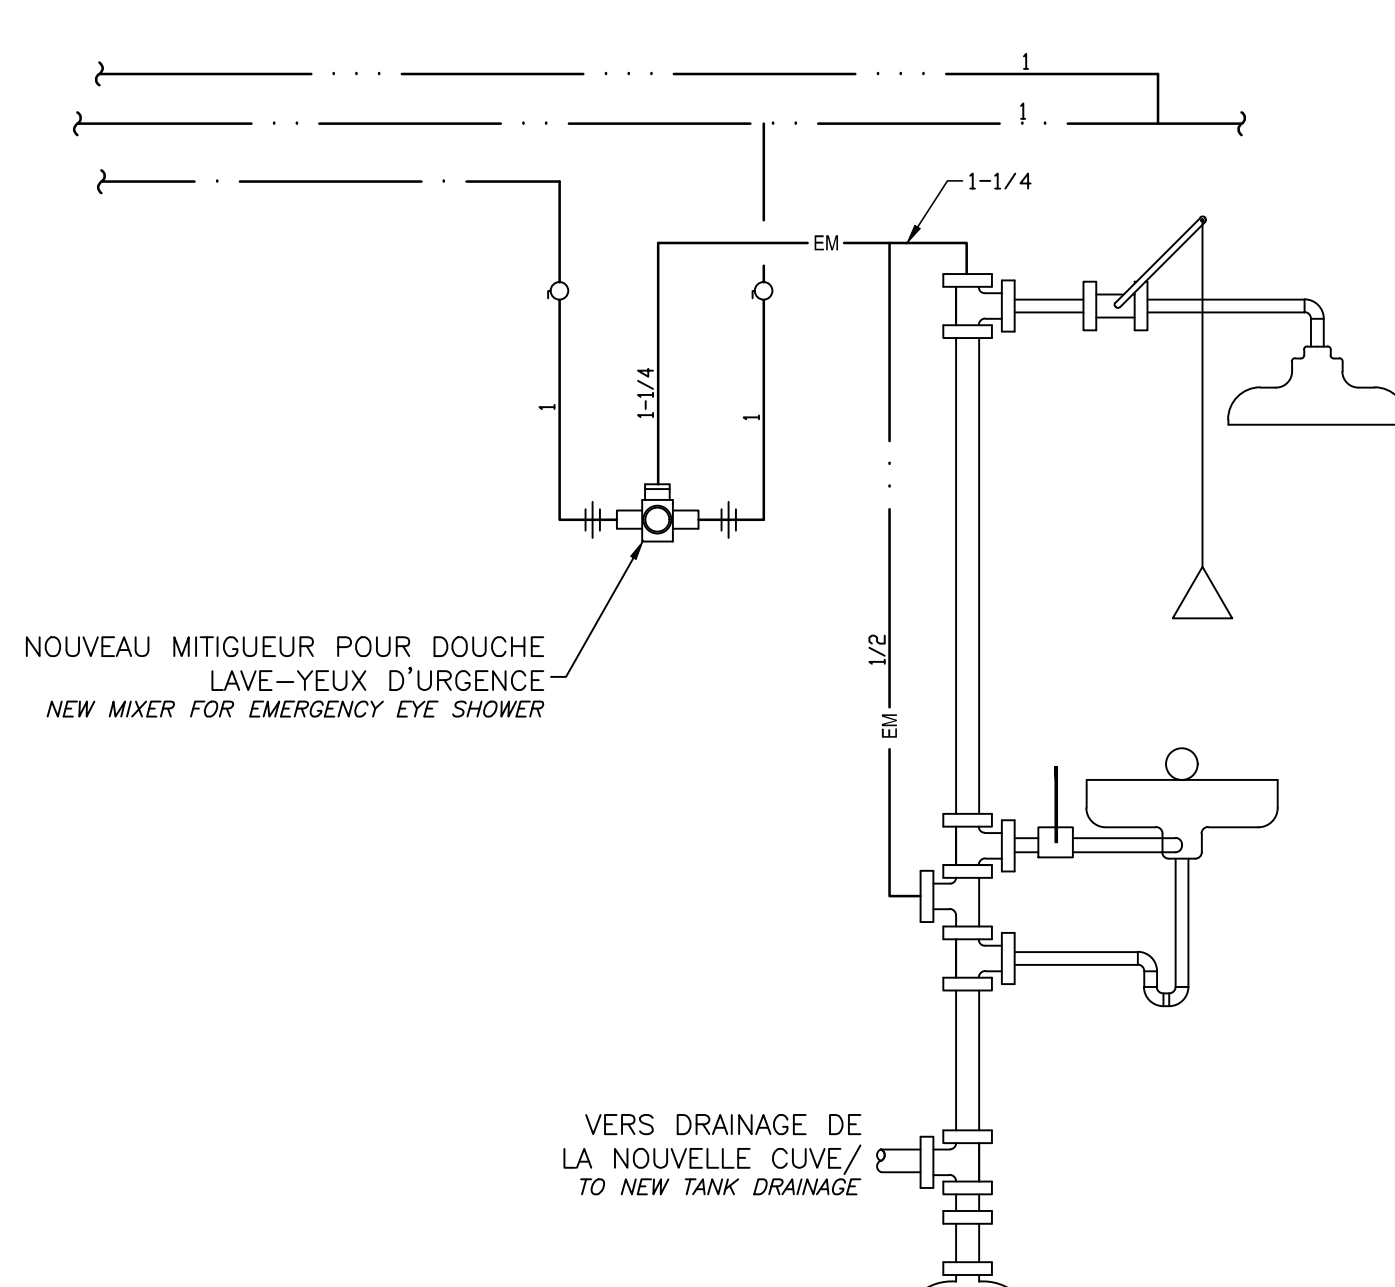 1
1
1-1/4
EM
1-1/4
1
1
1/2
EM
NOUVEAU MITIGUEUR POUR DOUCHE
LAVE-YEUX D'URGENCE
NEW MIXER FOR EMERGENCY EYE SHOWER
VERS DRAINAGE DE
LA NOUVELLE CUVE/
TO NEW TANK DRAINAGE